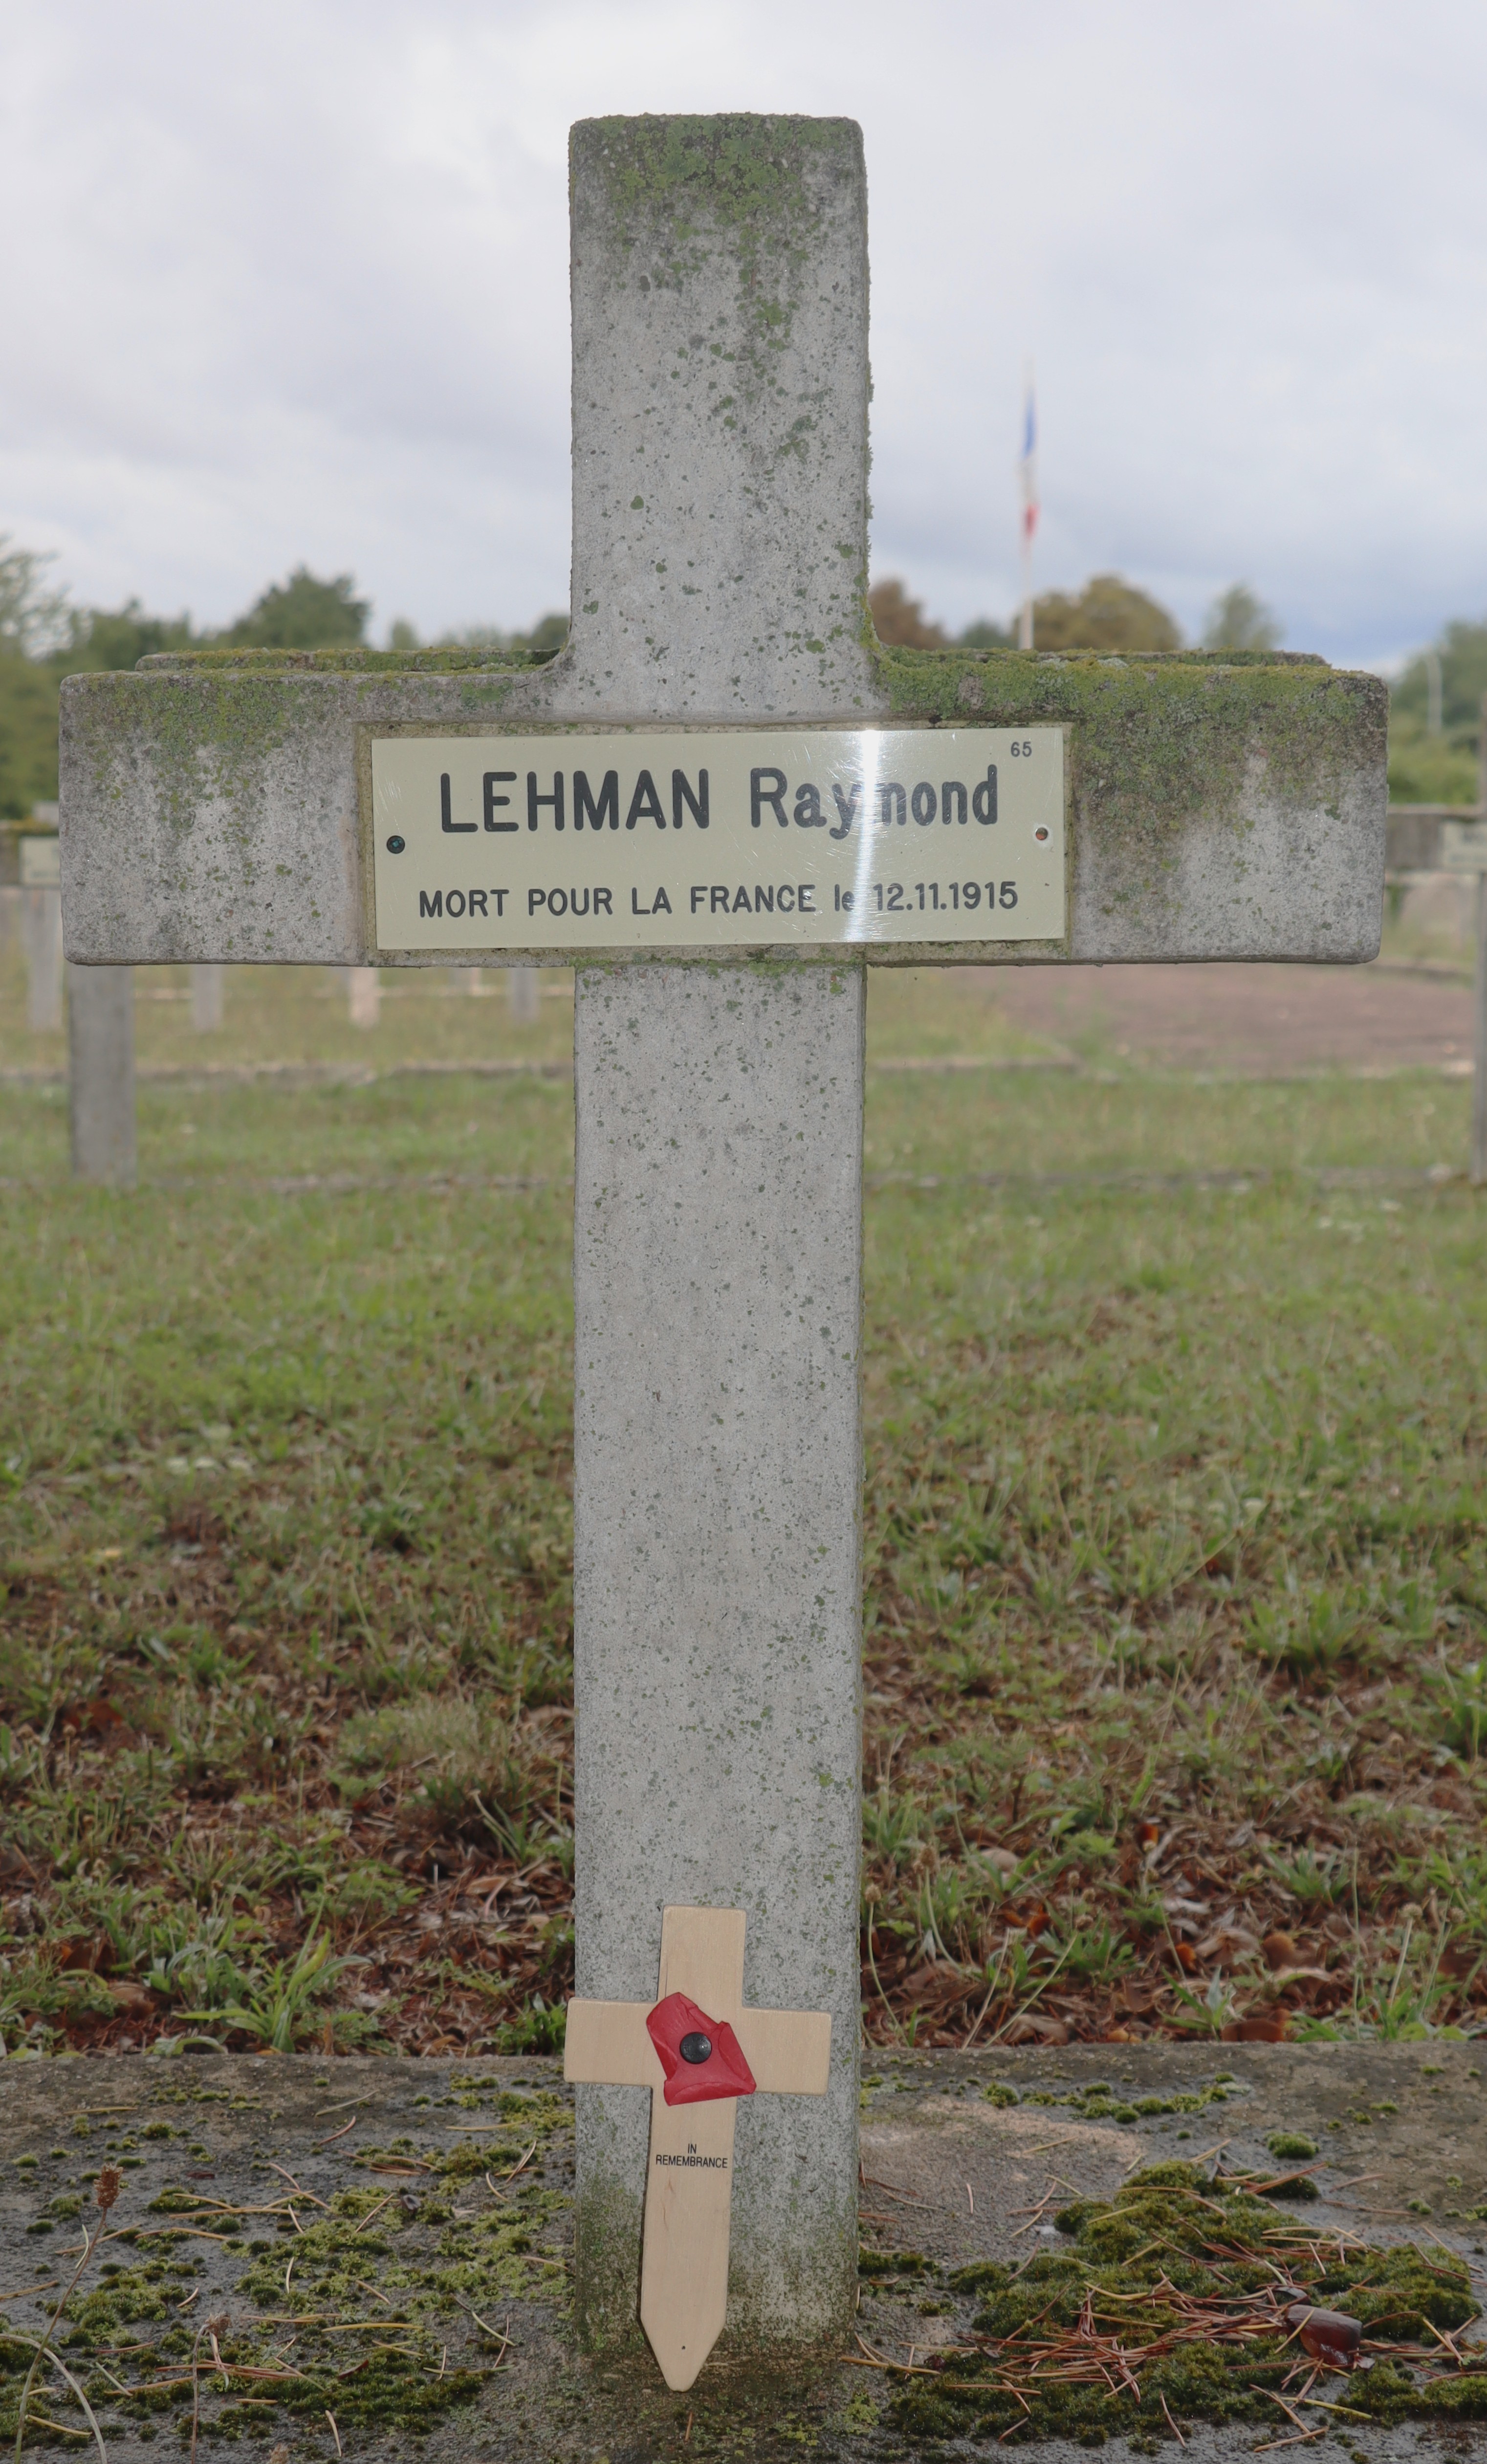 65
LEHMAN Raymond
MORT POUR LA FRANCE le 12.11.1915
IN
REMEMBRANCE